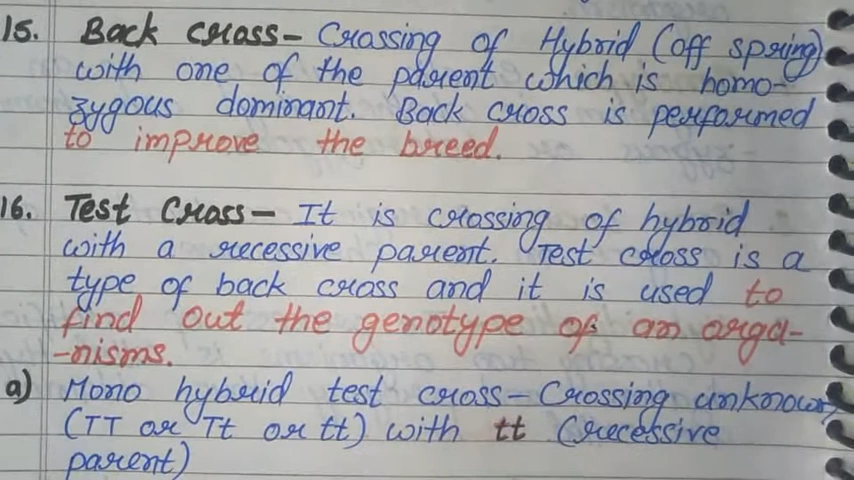 15. Back cross- Crossing of Hybrid (off spring)
with one of the parent which is homo-
zygous dominant. Back cross is performed
to improve the breed.
16. Test Cross- It is crossing of hybrid
with a recessive parent. Test cross is a
type of back cross and it is used to
find out the genotype of an orga-
-nisms.
a) Mono hybrid test cross- Crossing unknown
(TT or Tt or tt) with tt (recessive
parent)